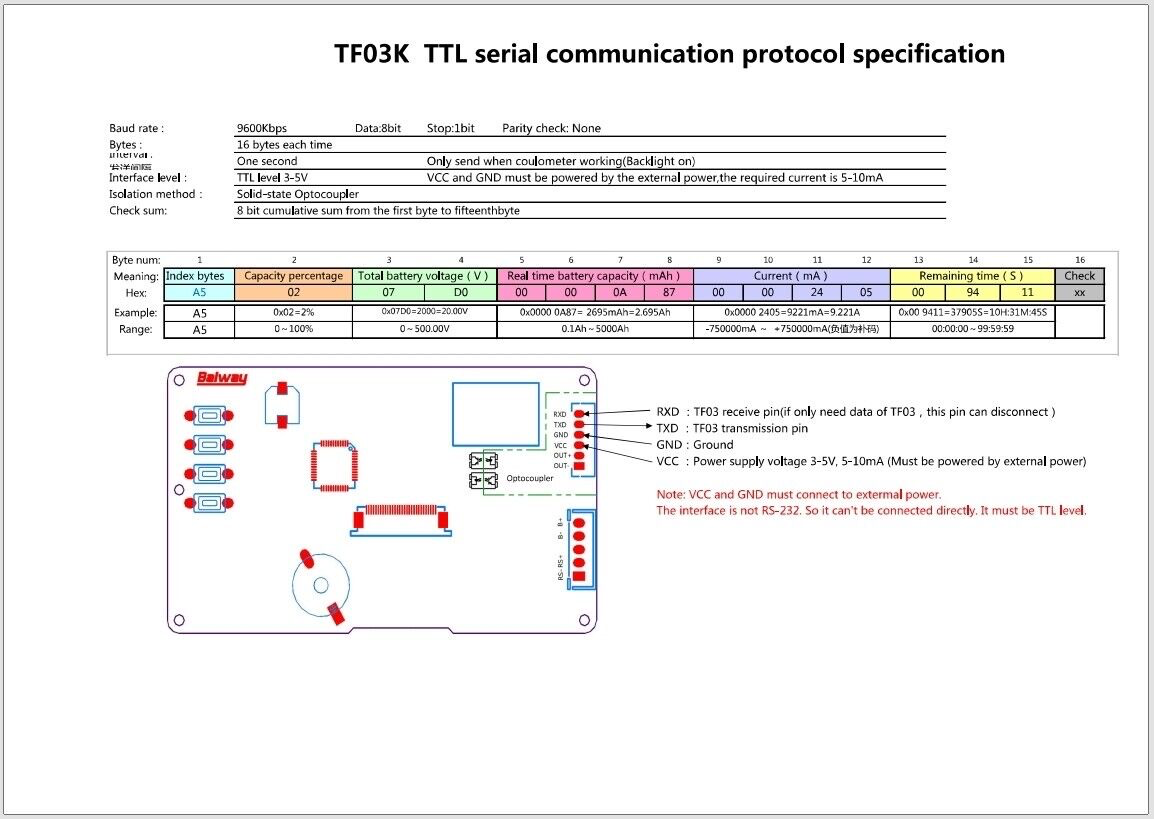 TF03K TTL serial communication protocol specification
Baud rate : 9600Kbps Data:8bit Stop:1bit Parity check: None
Bytes : 16 bytes each time
Interval : One second Only send when coulometer working(Backlight on)
Interface level : TTL level 3-5V VCC and GND must be powered by the external power,the required current is 5-10mA
Isolation method : Solid-state Optocoupler
Check sum: 8 bit cumulative sum from the first byte to fifteenthbyte
Byte num: 1 2 3 4 5 6 7 8 9 10 11 12 13 14 15 16
Meaning: Index bytes Capacity percentage Total battery voltage ( V ) Real time battery capacity ( mAh ) Current ( mA ) Remaining time ( S ) Check
Hex: A5 02 07 D0 00 00 0A 87 00 00 24 05 00 94 11 xx
Example: A5 0x02=2% 0x07D0=2000=20.00V 0x0000 0A87= 2695mAh=2.695Ah 0x0000 2405=9221mA=9.221A 0x00 9411=37905S=10H:31M:45S
Range: A5 0~100% 0~500.00V 0.1Ah~5000Ah -750000mA ~ +750000mA(负值为补码) 00:00:00~99:59:59
Baiway
RXD
TXD
GND
VCC
OUT+
OUT-
Optocoupler
B- B+
RS- RS+
RXD : TF03 receive pin(if only need data of TF03 , this pin can disconnect )
TXD : TF03 transmission pin
GND : Ground
VCC : Power supply voltage 3-5V, 5-10mA (Must be powered by external power)
Note: VCC and GND must connect to extermal power.
The interface is not RS-232. So it can't be connected directly. It must be TTL level.